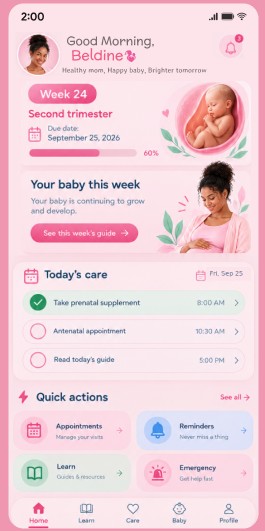 2:00
Good Morning,
Beldine
2
Healthy mom, Happy baby, Brighter tomorrow
Week 24
Second trimester
Due date:
September 25, 2026
60%
Your baby this week
Your baby is continuing to grow
and develop.
See this week's guide →
Today's care
Fri, Sep 25
Take prenatal supplement
8:00 AM
Antenatal appointment
10:30 AM
Read today's guide
5:00 PM
Quick actions
See all →
Appointments
Manage your visits
Reminders
Never miss a thing
Learn
Guides & resources
Emergency
Get help fast
Home
Learn
Care
Baby
Profile